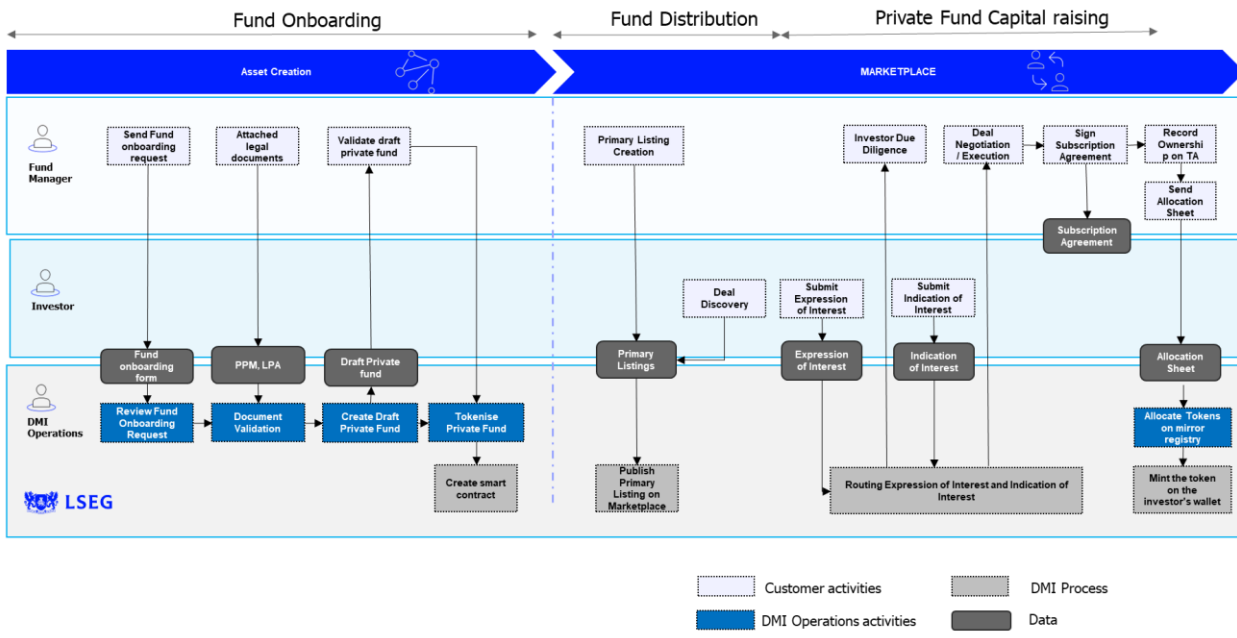 Fund Onboarding
Fund Distribution
Private Fund Capital raising
Asset Creation
MARKETPLACE
Fund
Manager
Send Fund
onboarding
request
Attached
legal
documents
Validate draft
private fund
Primary Listing
Creation
Investor Due
Diligence
Deal
Negotiation
/ Execution
Sign
Subscription
Agreement
Record
Ownershi
p on TA
Send
Allocation
Sheet
Subscription
Agreement
Investor
Deal
Discovery
Submit
Expression
of Interest
Submit
Indication of
Interest
Fund
onboarding
form
PPM, LPA
Draft Private
fund
Primary
Listings
Expression
of Interest
Indication
of Interest
Allocation
Sheet
DMI
Operations
Review Fund
Onboarding
Request
Document
Validation
Create Draft
Private Fund
Tokenise
Private Fund
Allocate Tokens
on mirror
registry
LSEG
Create smart
contract
Publish
Primary
Listing on
Marketplace
Routing Expression of Interest and Indication of
Interest
Mint the token
on the
investor's wallet
Customer activities
DMI Process
DMI Operations activities
Data